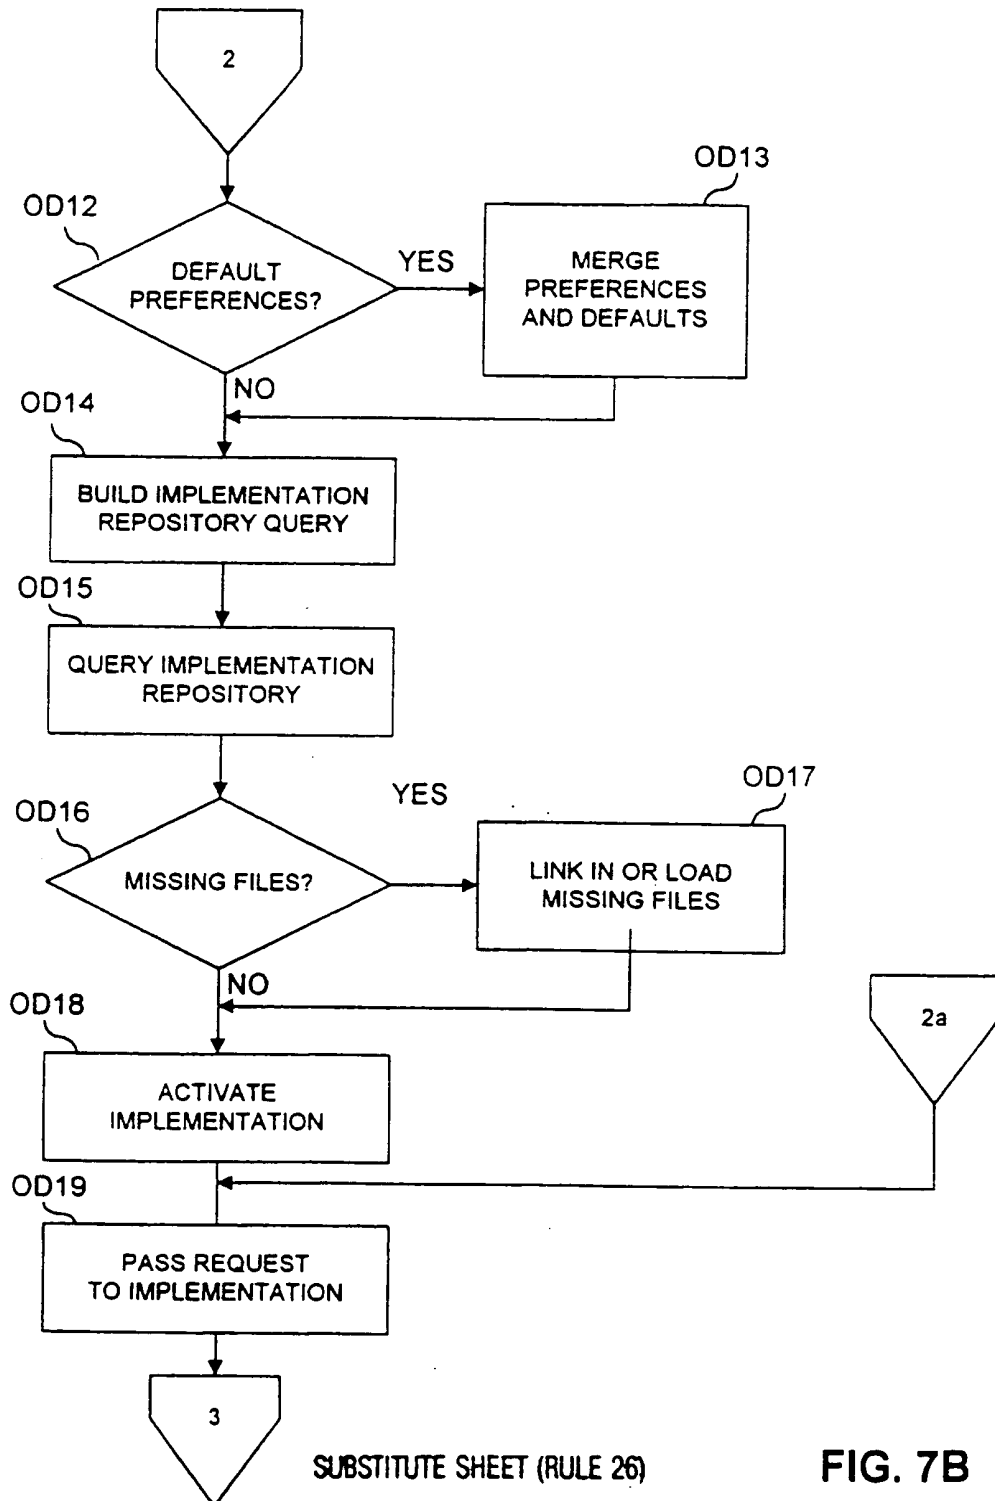 2
OD12
DEFAULT
PREFERENCES?
YES
OD13
MERGE
PREFERENCES
AND DEFAULTS
NO
OD14
BUILD IMPLEMENTATION
REPOSITORY QUERY
OD15
QUERY IMPLEMENTATION
REPOSITORY
OD16
MISSING FILES?
YES
OD17
LINK IN OR LOAD
MISSING FILES
NO
OD18
ACTIVATE
IMPLEMENTATION
2a
OD19
PASS REQUEST
TO IMPLEMENTATION
3
SUBSTITUTE SHEET (RULE 26)
FIG. 7B